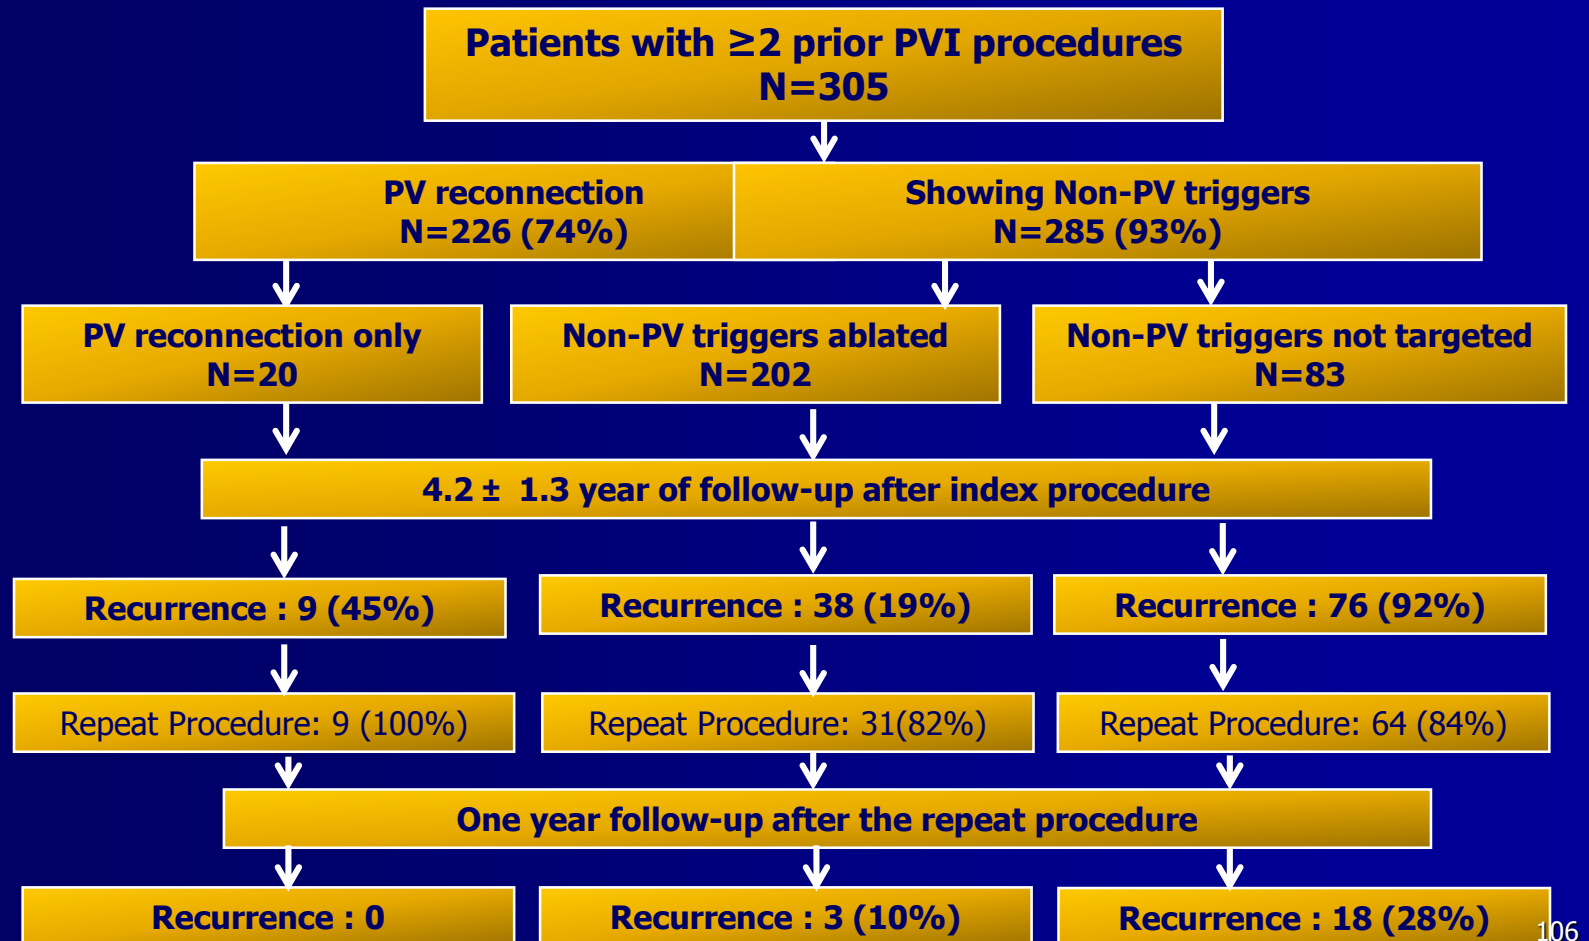 Patients with ≥2 prior PVI procedures
N=305
PV reconnection
N=226 (74%)
Showing Non-PV triggers
N=285 (93%)
PV reconnection only
N=20
Non-PV triggers ablated
N=202
Non-PV triggers not targeted
N=83
4.2 ± 1.3 year of follow-up after index procedure
Recurrence : 9 (45%)
Recurrence : 38 (19%)
Recurrence : 76 (92%)
Repeat Procedure: 9 (100%)
Repeat Procedure: 31(82%)
Repeat Procedure: 64 (84%)
One year follow-up after the repeat procedure
Recurrence : 0
Recurrence : 3 (10%)
Recurrence : 18 (28%)
106